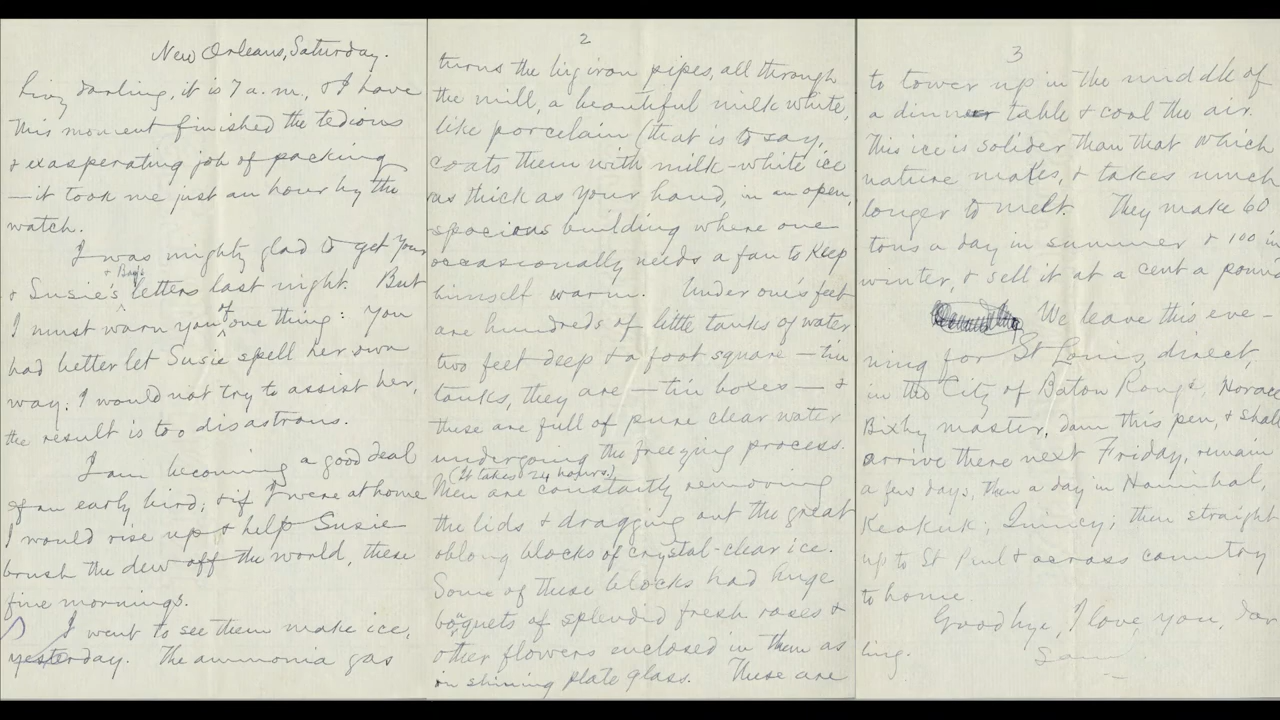 New Orleans, Saturday.
Livy darling, it is 7 a.m., & I have
this moment finished the tedious
& exasperating job of packing
— it took me just an hour by the
watch.
I was mighty glad to get your
& Bay's
& Susie's letters last night. But
I must warn you of one thing: You
had better let Susie spell her own
way: I would not try to assist her,
the result is too disastrous.
I am becoming a good deal
of an early bird; & if I were at home
I would rise up & help Susie
brush the dew off the world, these
fine mornings.
I went to see them make ice,
yesterday. The ammonia gas
2
turns the big iron pipes, all through
the mill, a beautiful milk white,
like porcelain (that is to say,
coats them with milk-white ice
as thick as your hand, in an open,
spacious building where one
occasionally needs a fan to keep
himself warm. Under one's feet
are hundreds of little tanks of water
two feet deep & a foot square — tin
tanks, they are — tin boxes — &
these are full of pure clear water
undergoing the freezing process.
(It takes 24 hours.)
Men are constantly removing
the lids & dragging out the great
oblong blocks of crystal-clear ice.
Some of these blocks had huge
boquets of splendid fresh roses &
other flowers enclosed in them as
in shining plate glass. These are
3
to tower up in the middle of
a dinner table & cool the air.
This ice is solider than that which
nature makes, & takes much
longer to melt. They make 60
tons a day in summer & 100 in
winter, & sell it at a cent a pound
We leave this eve-
ning for St Louis, direct,
in the City of Baton Rouge, Horace
Bixby master, dam this pen, & shall
arrive there next Friday, remain
a few days, then a day in Hannibal,
Keokuk; Quincy; then straight
up to St Paul & across country
to home.
Goodbye, I love you, dar
ling.
Saml